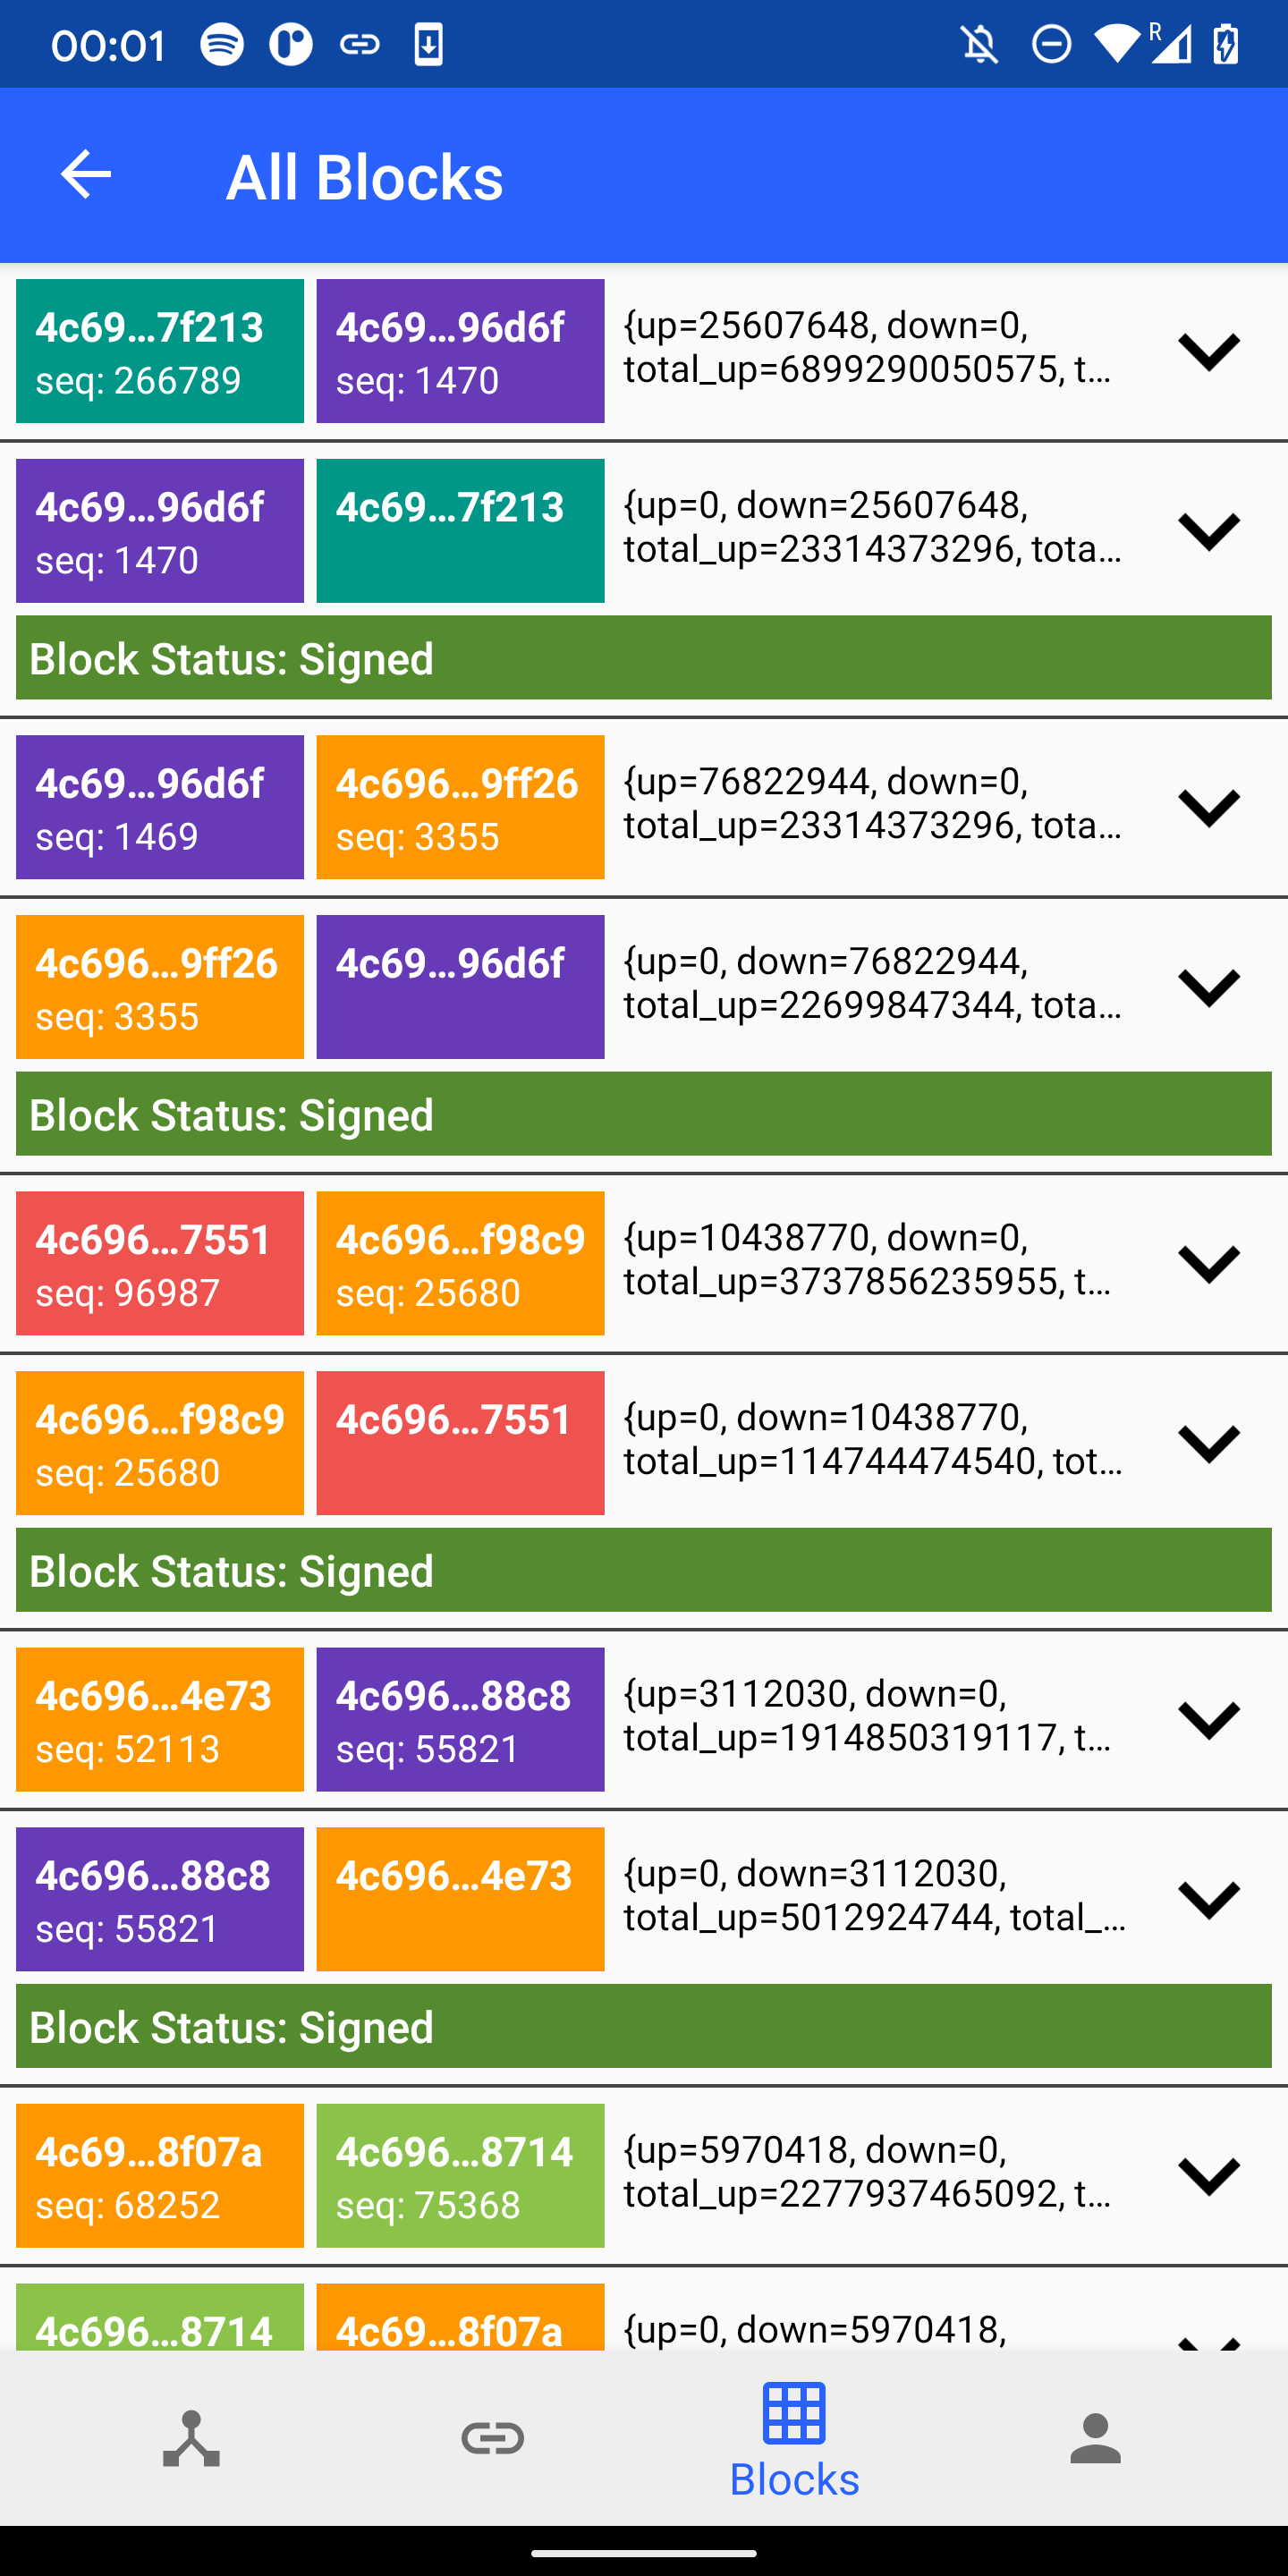 00:01
R
All Blocks
4c69...7f213
seq: 266789
4c69...96d6f
seq: 1470
{up=25607648, down=0,
total_up=6899290050575, t...
4c69...96d6f
seq: 1470
4c69...7f213
{up=0, down=25607648,
total_up=23314373296, tota...
Block Status: Signed
4c69...96d6f
seq: 1469
4c696...9ff26
seq: 3355
{up=76822944, down=0,
total_up=23314373296, tota...
4c696...9ff26
seq: 3355
4c69...96d6f
{up=0, down=76822944,
total_up=22699847344, tota...
Block Status: Signed
4c696...7551
seq: 96987
4c696...f98c9
seq: 25680
{up=10438770, down=0,
total_up=3737856235955, t...
4c696...f98c9
seq: 25680
4c696...7551
{up=0, down=10438770,
total_up=114744474540, tot...
Block Status: Signed
4c696...4e73
seq: 52113
4c696...88c8
seq: 55821
{up=3112030, down=0,
total_up=1914850319117, t...
4c696...88c8
seq: 55821
4c696...4e73
{up=0, down=3112030,
total_up=5012924744, total_...
Block Status: Signed
4c69...8f07a
seq: 68252
4c696...8714
seq: 75368
{up=5970418, down=0,
total_up=2277937465092, t...
4c696...8714
4c69...8f07a
{up=0, down=5970418,
Blocks